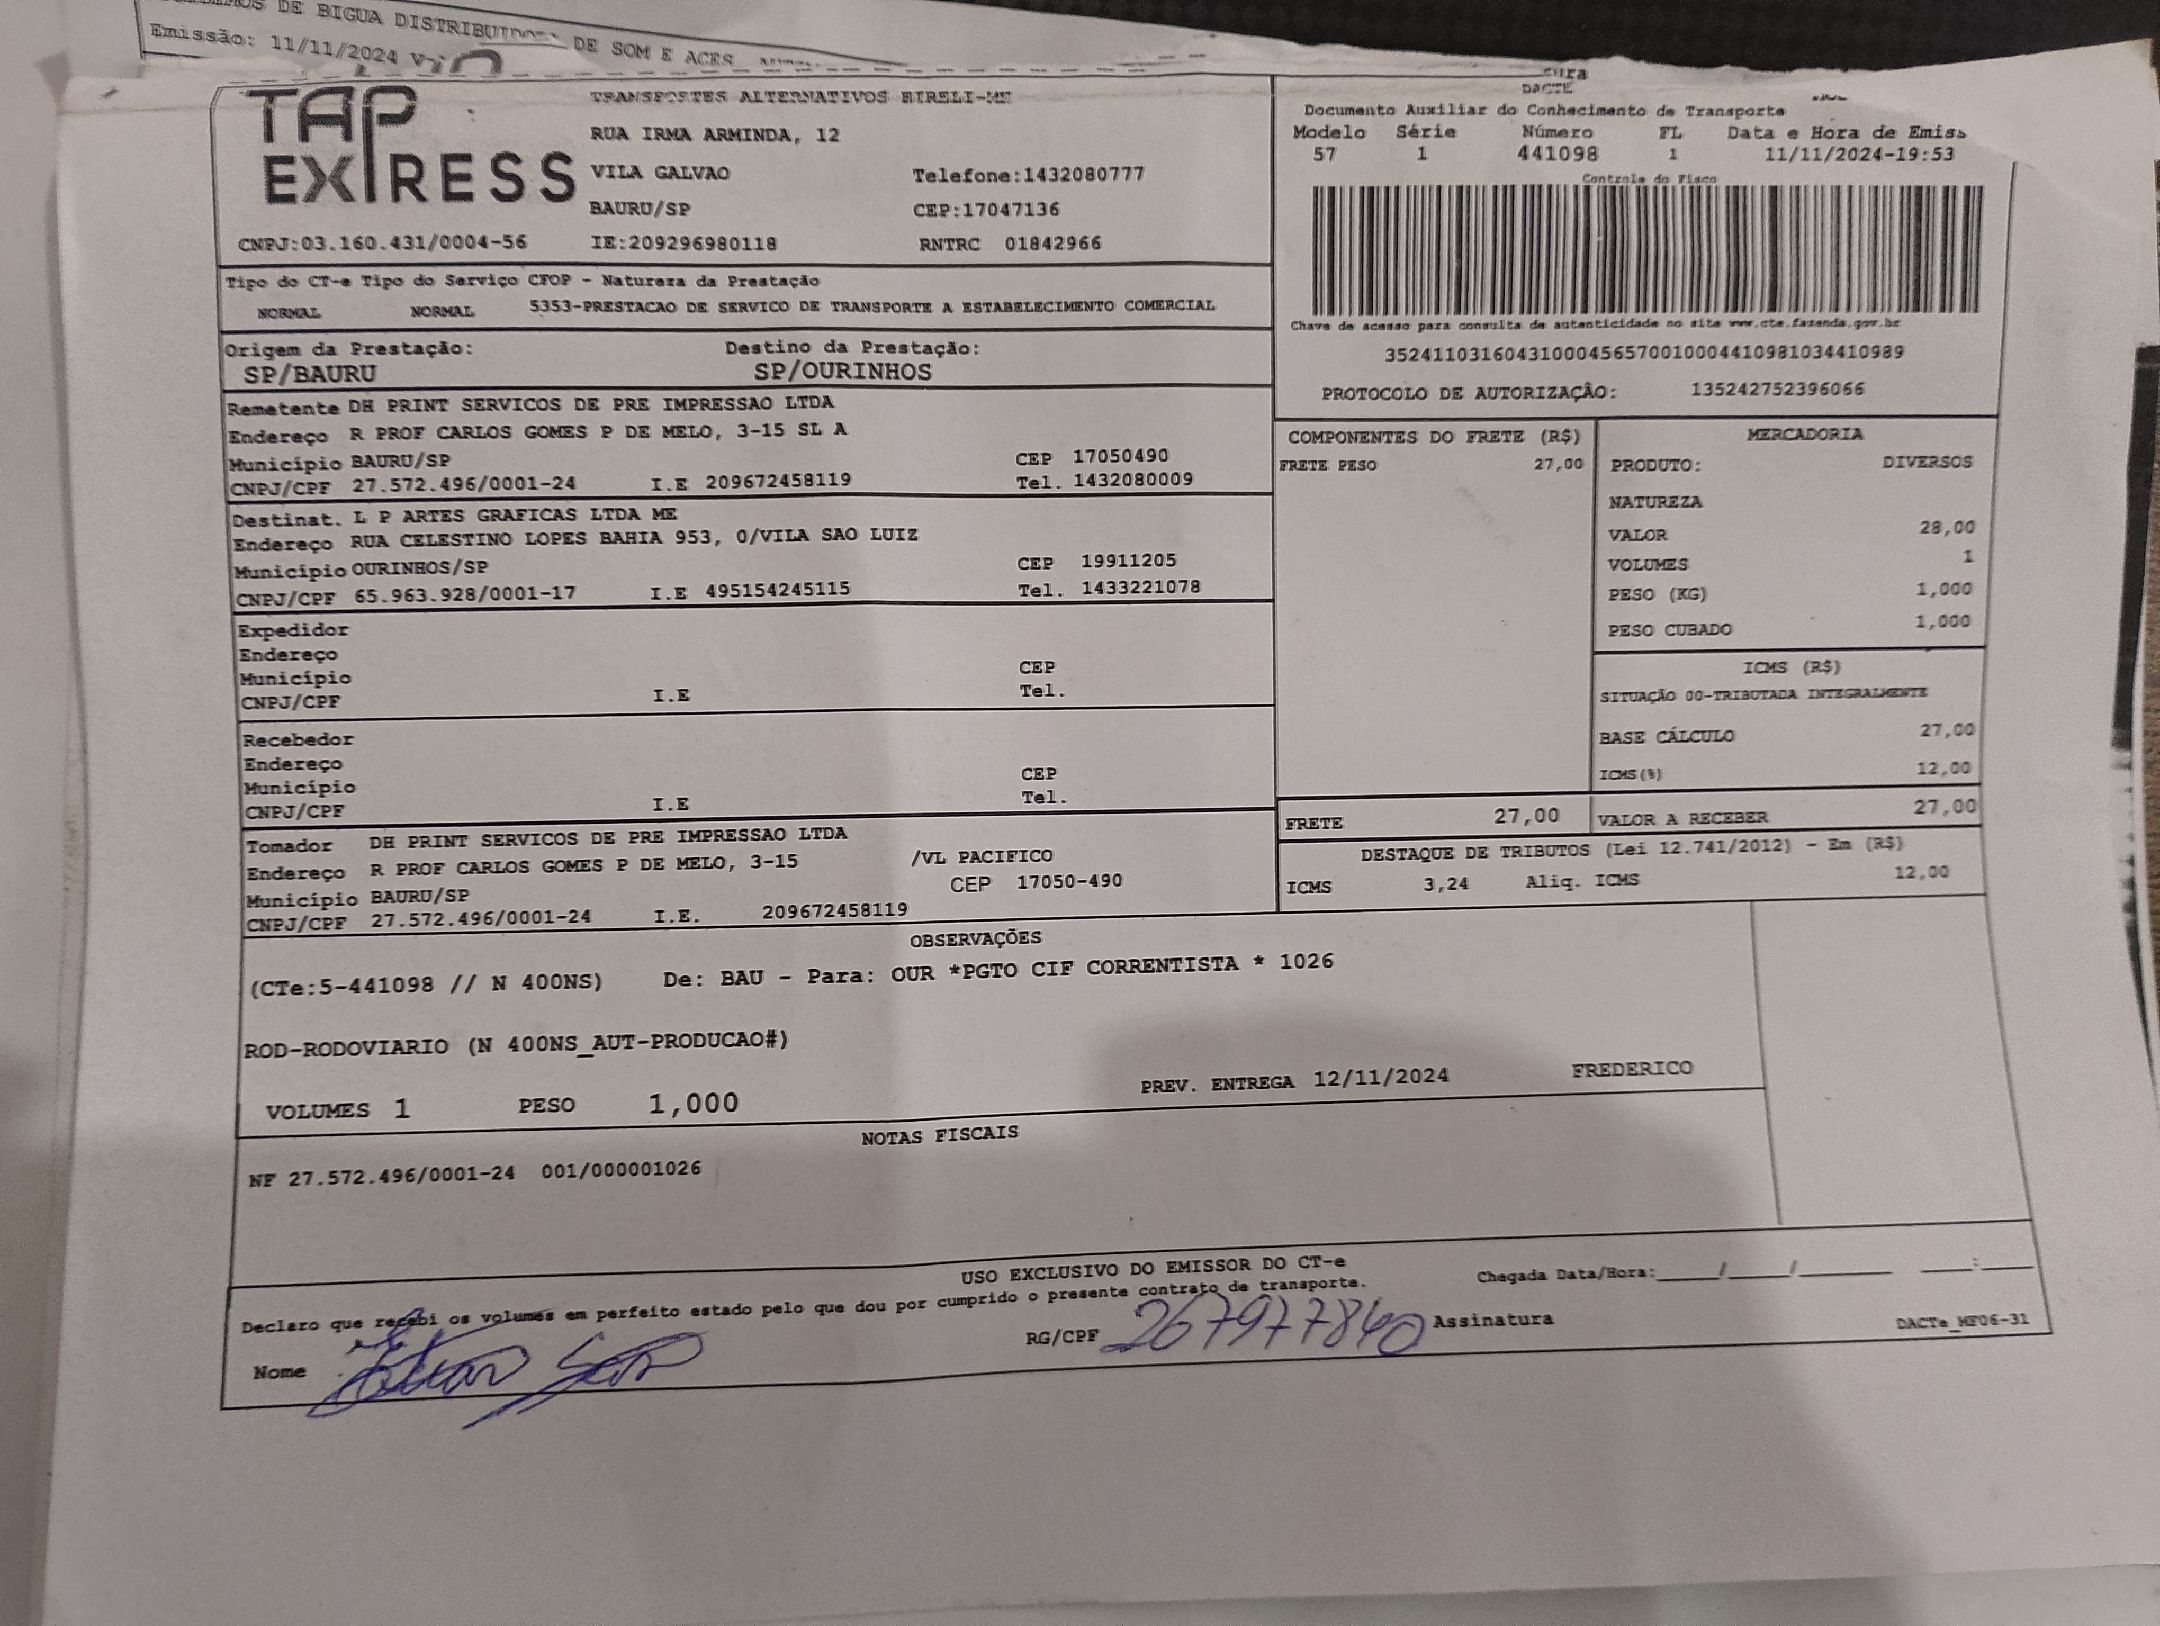 DE BIGUA DISTRIBUIDORA DE SOM E ACES
Emissão: 11/11/2024
TAP EXPRESS
TRANSPORTES ALTERNATIVOS EIRELI-ME
RUA IRMA ARMINDA, 12
VILA GALVAO Telefone:1432080777
BAURU/SP CEP:17047136
CNPJ:03.160.431/0004-56 IE:209296980118 RNTRC 01842966
DACTE
Documento Auxiliar do Conhecimento de Transporte
Modelo Série Número FL Data e Hora de Emiss
57 1 441098 1 11/11/2024-19:53
Controle do Fisco
Chave de acesso para consulta de autenticidade no site www.cte.fazenda.gov.br
35241103160431000456570010004410981034410989
PROTOCOLO DE AUTORIZAÇÂO: 135242752396066
Tipo do CT-e Tipo do Serviço CFOP - Natureza da Prestação
NORMAL NORMAL 5353-PRESTACAO DE SERVICO DE TRANSPORTE A ESTABELECIMENTO COMERCIAL
Origem da Prestação: Destino da Prestação:
SP/BAURU SP/OURINHOS
Remetente DH PRINT SERVICOS DE PRE IMPRESSAO LTDA
Endereço R PROF CARLOS GOMES P DE MELO, 3-15 SL A
Município BAURU/SP CEP 17050490
CNPJ/CPF 27.572.496/0001-24 I.E 209672458119 Tel. 1432080009
Destinat. L P ARTES GRAFICAS LTDA ME
Endereço RUA CELESTINO LOPES BAHIA 953, 0/VILA SAO LUIZ
Município OURINHOS/SP CEP 19911205
CNPJ/CPF 65.963.928/0001-17 I.E 495154245115 Tel. 1433221078
Expedidor
Endereço
Município CEP
CNPJ/CPF I.E Tel.
Recebedor
Endereço
Município CEP
CNPJ/CPF I.E Tel.
Tomador DH PRINT SERVICOS DE PRE IMPRESSAO LTDA
Endereço R PROF CARLOS GOMES P DE MELO, 3-15 /VL PACIFICO
Município BAURU/SP CEP 17050-490
CNPJ/CPF 27.572.496/0001-24 I.E. 209672458119
COMPONENTES DO FRETE (R$)
FRETE PESO 27,00
MERCADORIA
PRODUTO: DIVERSOS
NATUREZA
VALOR 28,00
VOLUMES 1
PESO (KG) 1,000
PESO CUBADO 1,000
ICMS (R$)
SITUAÇÃO 00-TRIBUTADA INTEGRALMENTE
BASE CÁLCULO 27,00
ICMS(%) 12,00
FRETE 27,00 VALOR A RECEBER 27,00
DESTAQUE DE TRIBUTOS (Lei 12.741/2012) - Em (R$)
ICMS 3,24 Aliq. ICMS 12,00
OBSERVAÇÕES
(CTe:5-441098 // N 400NS) De: BAU - Para: OUR *PGTO CIF CORRENTISTA * 1026
ROD-RODOVIARIO (N 400NS_AUT-PRODUCAO#)
VOLUMES 1 PESO 1,000 PREV. ENTREGA 12/11/2024 FREDERICO
NOTAS FISCAIS
NF 27.572.496/0001-24 001/000001026
USO EXCLUSIVO DO EMISSOR DO CT-e
Chegada Data/Hora:_____/_____/_______ ____:____
Declaro que recebi os volumes em perfeito estado pelo que dou por cumprido o presente contrato de transporte.
Nome RG/CPF 267977840 Assinatura
DACTe_MF06-31